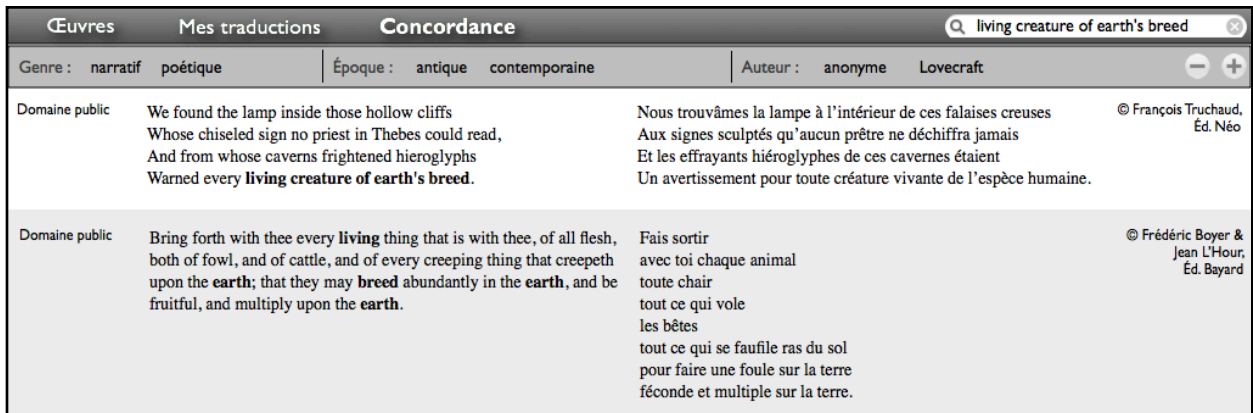 Œuvres Mes traductions Concordance living creature of earth's breed
Genre : narratif poétique Époque : antique contemporaine Auteur : anonyme Lovecraft
Domaine public
We found the lamp inside those hollow cliffs
Whose chiseled sign no priest in Thebes could read,
And from whose caverns frightened hieroglyphs
Warned every living creature of earth's breed.
Nous trouvâmes la lampe à l’intérieur de ces falaises creuses
Aux signes sculptés qu’aucun prêtre ne déchiffra jamais
Et les effrayants hiéroglyphes de ces cavernes étaient
Un avertissement pour toute créature vivante de l’espèce humaine.
© François Truchaud,
Éd. Néo
Domaine public
Bring forth with thee every living thing that is with thee, of all flesh,
both of fowl, and of cattle, and of every creeping thing that creepeth
upon the earth; that they may breed abundantly in the earth, and be
fruitful, and multiply upon the earth.
Fais sortir
avec toi chaque animal
toute chair
tout ce qui vole
les bêtes
tout ce qui se faufile ras du sol
pour faire une foule sur la terre
féconde et multiple sur la terre.
© Frédéric Boyer &
Jean L’Hour,
Éd. Bayard